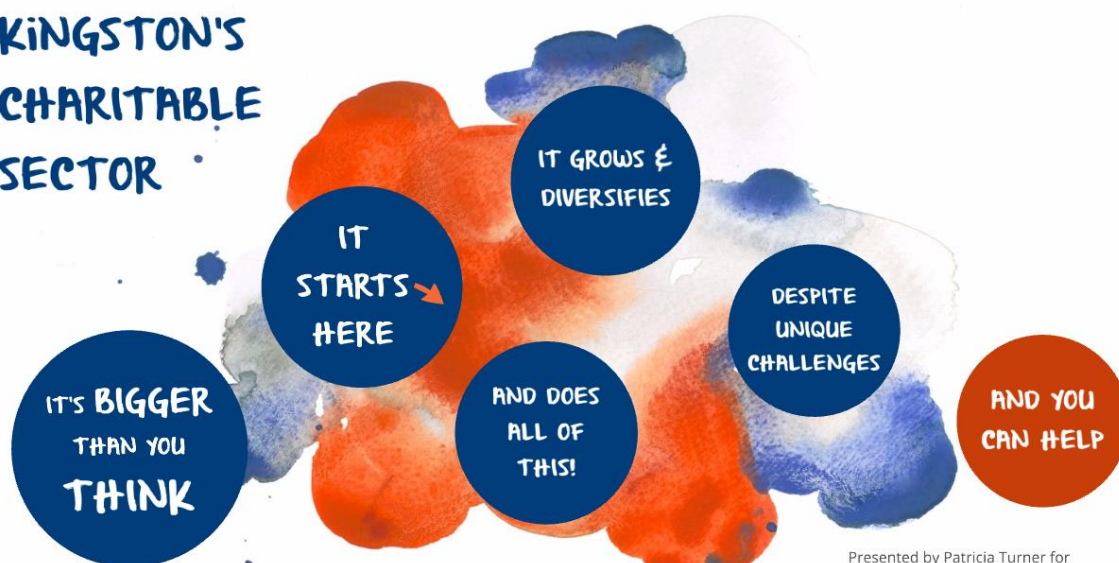 KiNGSTON'S
CHARITABLE
SECTOR
IT'S BIGGER
THAN YOU
THINK
IT
STARTS
HERE
IT GROWS &
DIVERSIFIES
AND DOES
ALL OF
THIS!
DESPITE
UNIQUE
CHALLENGES
AND YOU
CAN HELP
Presented by Patricia Turner for